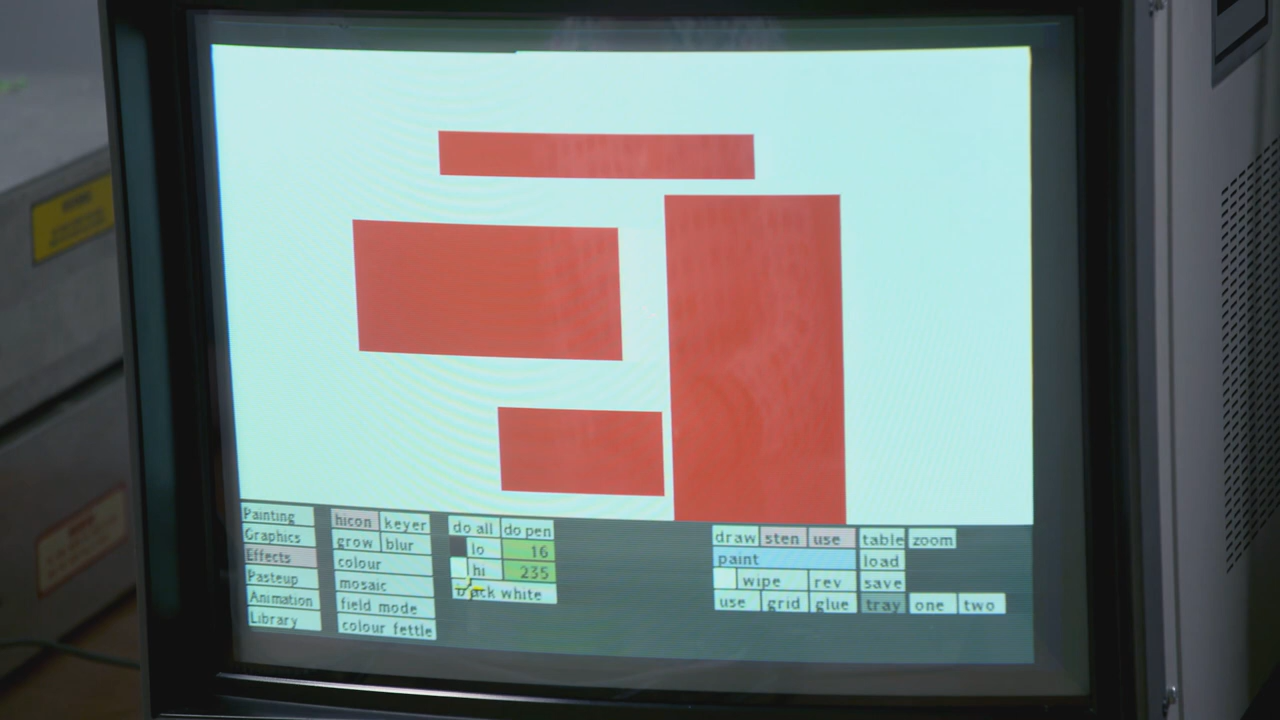 Painting
Graphics
Effects
Pasteup
Animation
Library
hicon keyer
grow blur
colour
mosaic
field mode
colour fettle
do all do pen
lo 16
hi 235
black white
draw sten use table zoom
paint load
wipe rev save
use grid glue tray one two